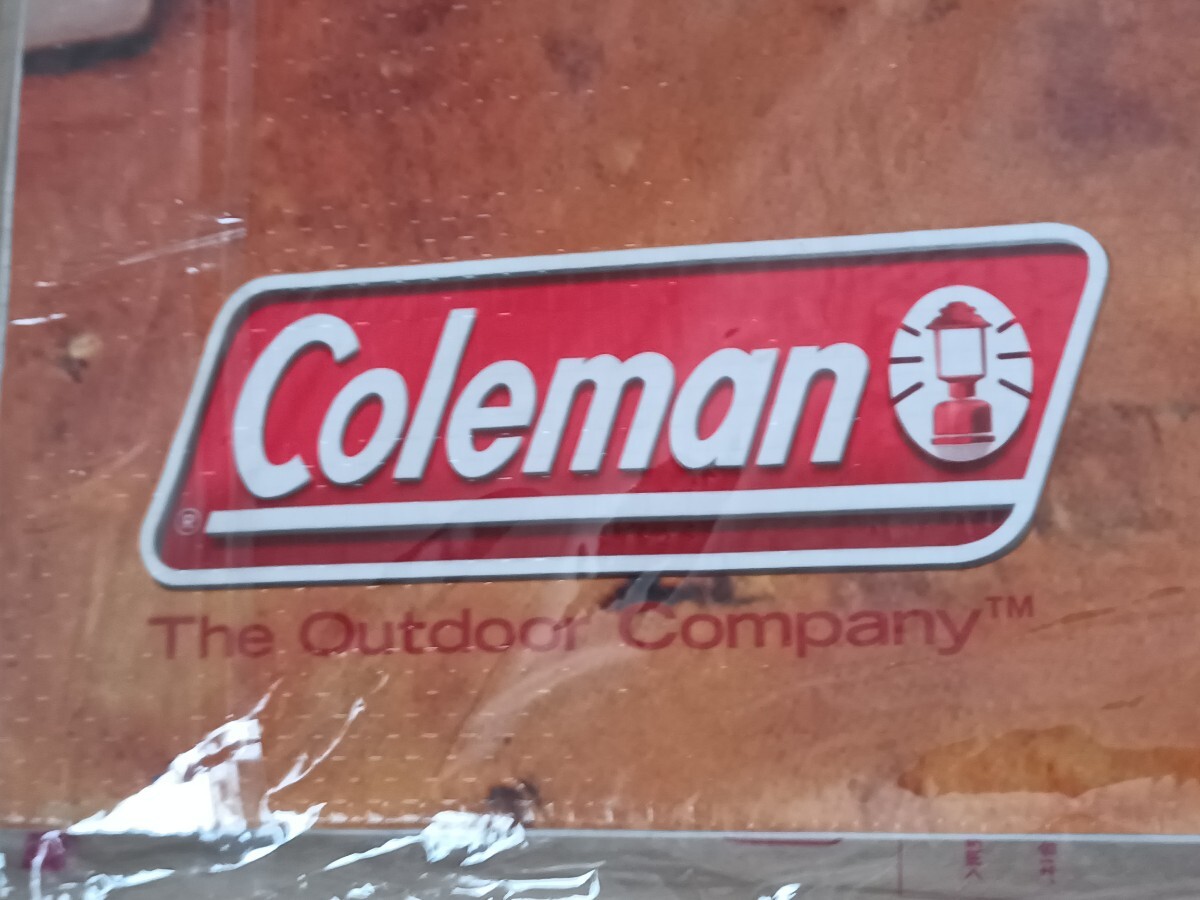 Coleman
®
The Outdoor Company™